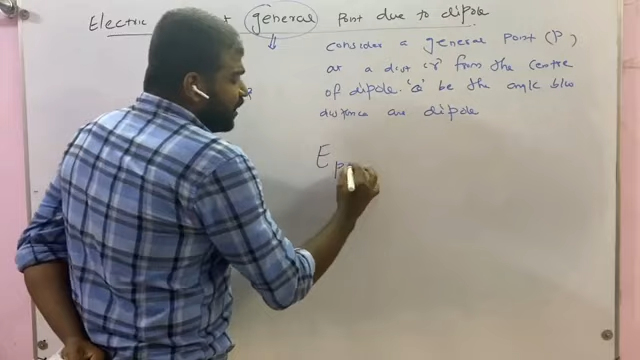 Electric general Point due to dipole
consider a general Point (P)
at a dist 'r' from the centre
of dipole. 'θ' be the angle b/w
distance and dipole
E